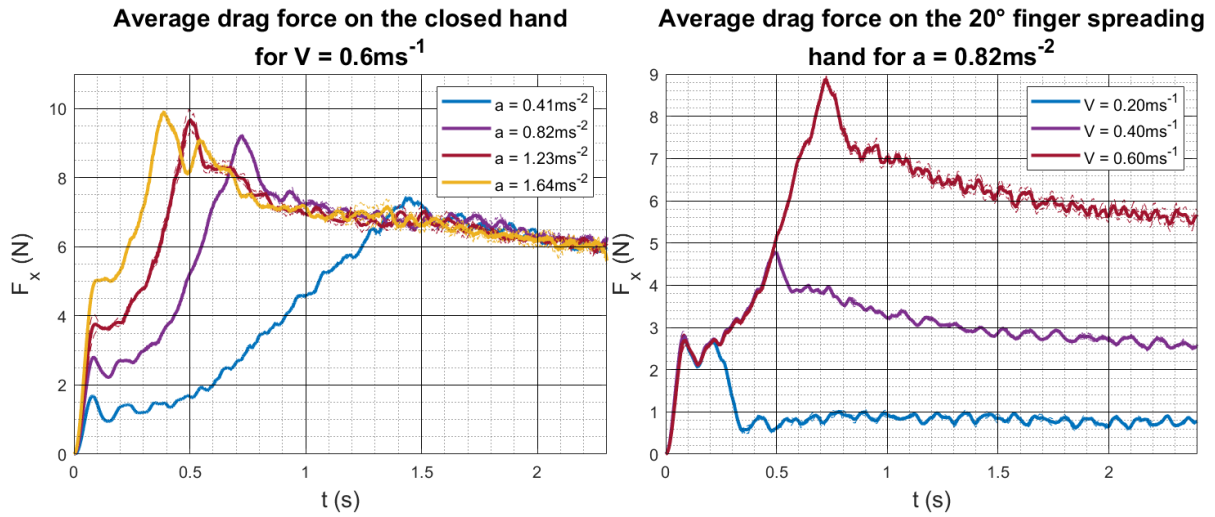 Average drag force on the closed hand
for V = 0.6ms⁻¹
F_x (N)
10
8
6
4
2
0
a = 0.41ms⁻²
a = 0.82ms⁻²
a = 1.23ms⁻²
a = 1.64ms⁻²
0 0.5 1 1.5 2
t (s)
Average drag force on the 20° finger spreading
hand for a = 0.82ms⁻²
F_x (N)
9
8
7
6
5
4
3
2
1
0
V = 0.20ms⁻¹
V = 0.40ms⁻¹
V = 0.60ms⁻¹
0 0.5 1 1.5 2
t (s)